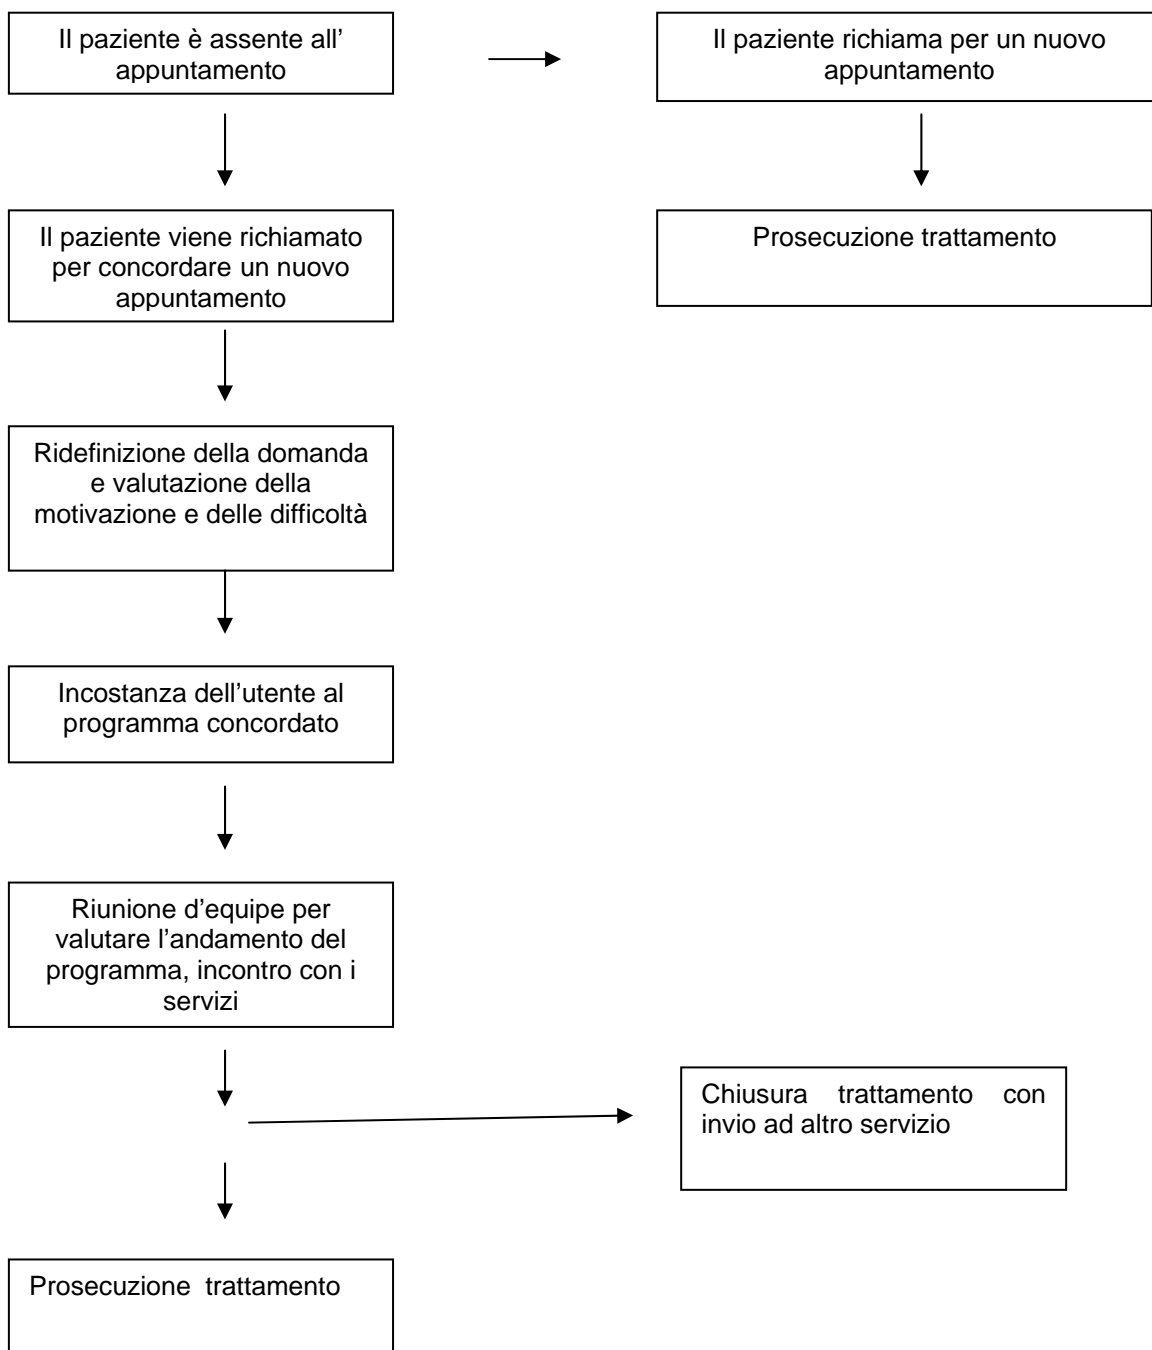 Il paziente è assente all'
appuntamento
Il paziente richiama per un nuovo
appuntamento
Il paziente viene richiamato
per concordare un nuovo
appuntamento
Prosecuzione trattamento
Ridefinizione della domanda
e valutazione della
motivazione e delle difficoltà
Incostanza dell’utente al
programma concordato
Riunione d’equipe per
valutare l’andamento del
programma, incontro con i
servizi
Chiusura trattamento con
invio ad altro servizio
Prosecuzione trattamento